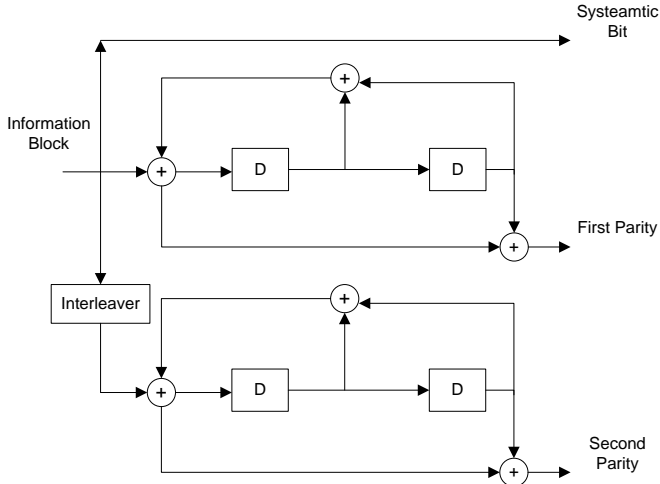 Systeamtic
Bit
+
Information
Block
+
D
D
First Parity
+
Interleaver
+
+
D
D
Second
Parity
+